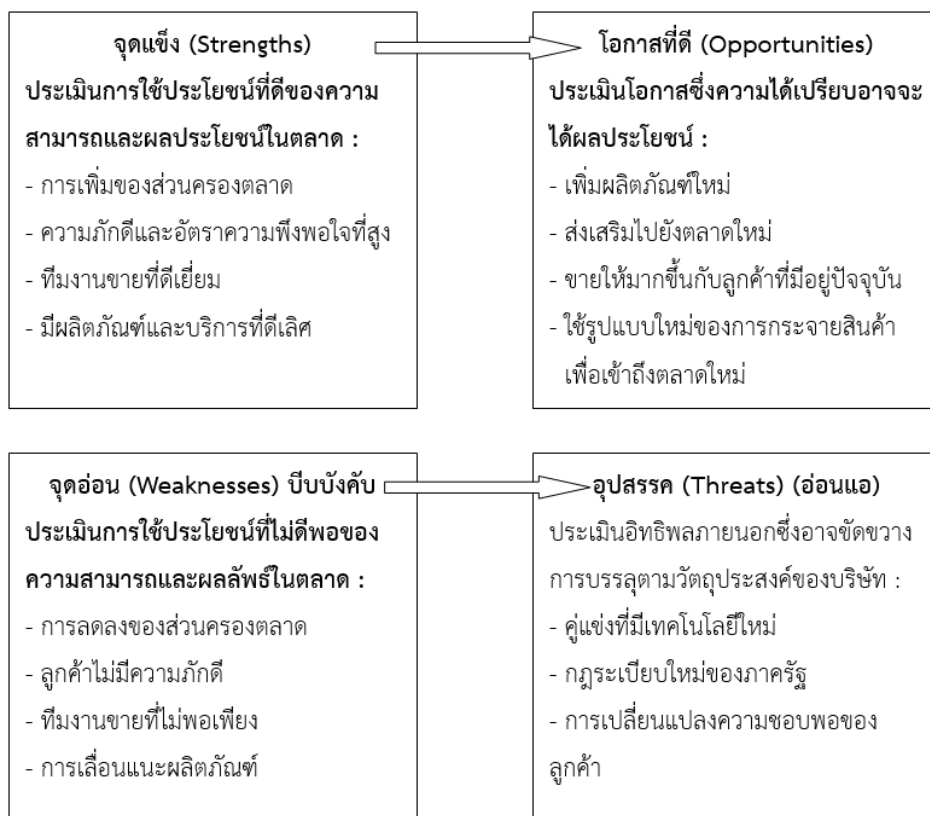 จุดแข็ง (Strengths)
ประเมินการใช้ประโยชน์ที่ดีของความ
สามารถและผลประโยชน์ในตลาด :
- การเพิ่มของส่วนครองตลาด
- ความภักดีและอัตราความพึงพอใจที่สูง
- ทีมงานขายที่ดีเยี่ยม
- มีผลิตภัณฑ์และบริการที่ดีเลิศ
โอกาสที่ดี (Opportunities)
ประเมินโอกาสซึ่งความได้เปรียบอาจจะ
ได้ผลประโยชน์ :
- เพิ่มผลิตภัณฑ์ใหม่
- ส่งเสริมไปยังตลาดใหม่
- ขายให้มากขึ้นกับลูกค้าที่มีอยู่ปัจจุบัน
- ใช้รูปแบบใหม่ของการกระจายสินค้า
เพื่อเข้าถึงตลาดใหม่
จุดอ่อน (Weaknesses) บีบบังคับ
ประเมินการใช้ประโยชน์ที่ไม่ดีพอของ
ความสามารถและผลลัพธ์ในตลาด :
- การลดลงของส่วนครองตลาด
- ลูกค้าไม่มีความภักดี
- ทีมงานขายที่ไม่พอเพียง
- การเลื่อนแนะผลิตภัณฑ์
อุปสรรค (Threats) (อ่อนแอ)
ประเมินอิทธิพลภายนอกซึ่งอาจขัดขวาง
การบรรลุตามวัตถุประสงค์ของบริษัท :
- คู่แข่งที่มีเทคโนโลยีใหม่
- กฎระเบียบใหม่ของภาครัฐ
- การเปลี่ยนแปลงความชอบพอของ
ลูกค้า